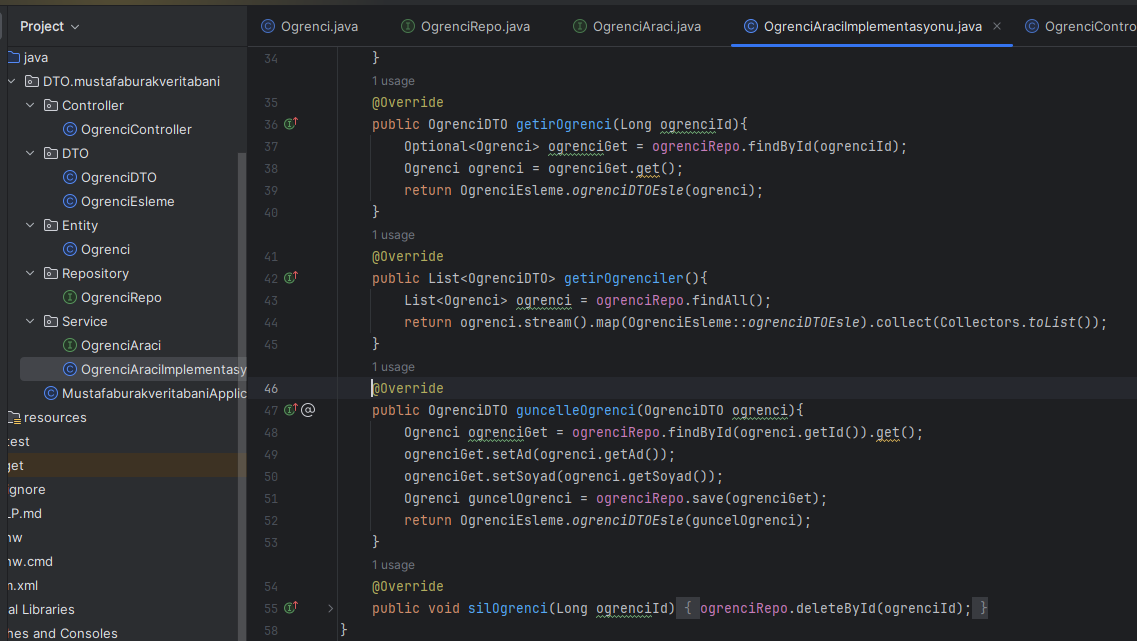 Project
java
DTO.mustafaburakveritabani
Controller
OgrenciController
DTO
OgrenciDTO
OgrenciEsleme
Entity
Ogrenci
Repository
OgrenciRepo
Service
OgrenciAraci
OgrenciAraciImplementasy
MustafaburakveritabaniApplic
resources
test
get
ignore
LP.md
nw
nw.cmd
m.xml
al Libraries
hes and Consoles
Ogrenci.java
OgrenciRepo.java
OgrenciAraci.java
OgrenciAraciImplementasyonu.java
OgrenciContro
34 }
1 usage
35 @Override
36 public OgrenciDTO getirOgrenci(Long ogrenciId){
37 Optional<Ogrenci> ogrenciGet = ogrenciRepo.findById(ogrenciId);
38 Ogrenci ogrenci = ogrenciGet.get();
39 return OgrenciEsleme.ogrenciDTOEsle(ogrenci);
40 }
1 usage
41 @Override
42 public List<OgrenciDTO> getirOgrenciler(){
43 List<Ogrenci> ogrenci = ogrenciRepo.findAll();
44 return ogrenci.stream().map(OgrenciEsleme::ogrenciDTOEsle).collect(Collectors.toList());
45 }
1 usage
46 @Override
47 public OgrenciDTO guncelleOgrenci(OgrenciDTO ogrenci){
48 Ogrenci ogrenciGet = ogrenciRepo.findById(ogrenci.getId()).get();
49 ogrenciGet.setAd(ogrenci.getAd());
50 ogrenciGet.setSoyad(ogrenci.getSoyad());
51 Ogrenci guncelOgrenci = ogrenciRepo.save(ogrenciGet);
52 return OgrenciEsleme.ogrenciDTOEsle(guncelOgrenci);
53 }
1 usage
54 @Override
55 public void silOgrenci(Long ogrenciId) { ogrenciRepo.deleteById(ogrenciId); }
58 }